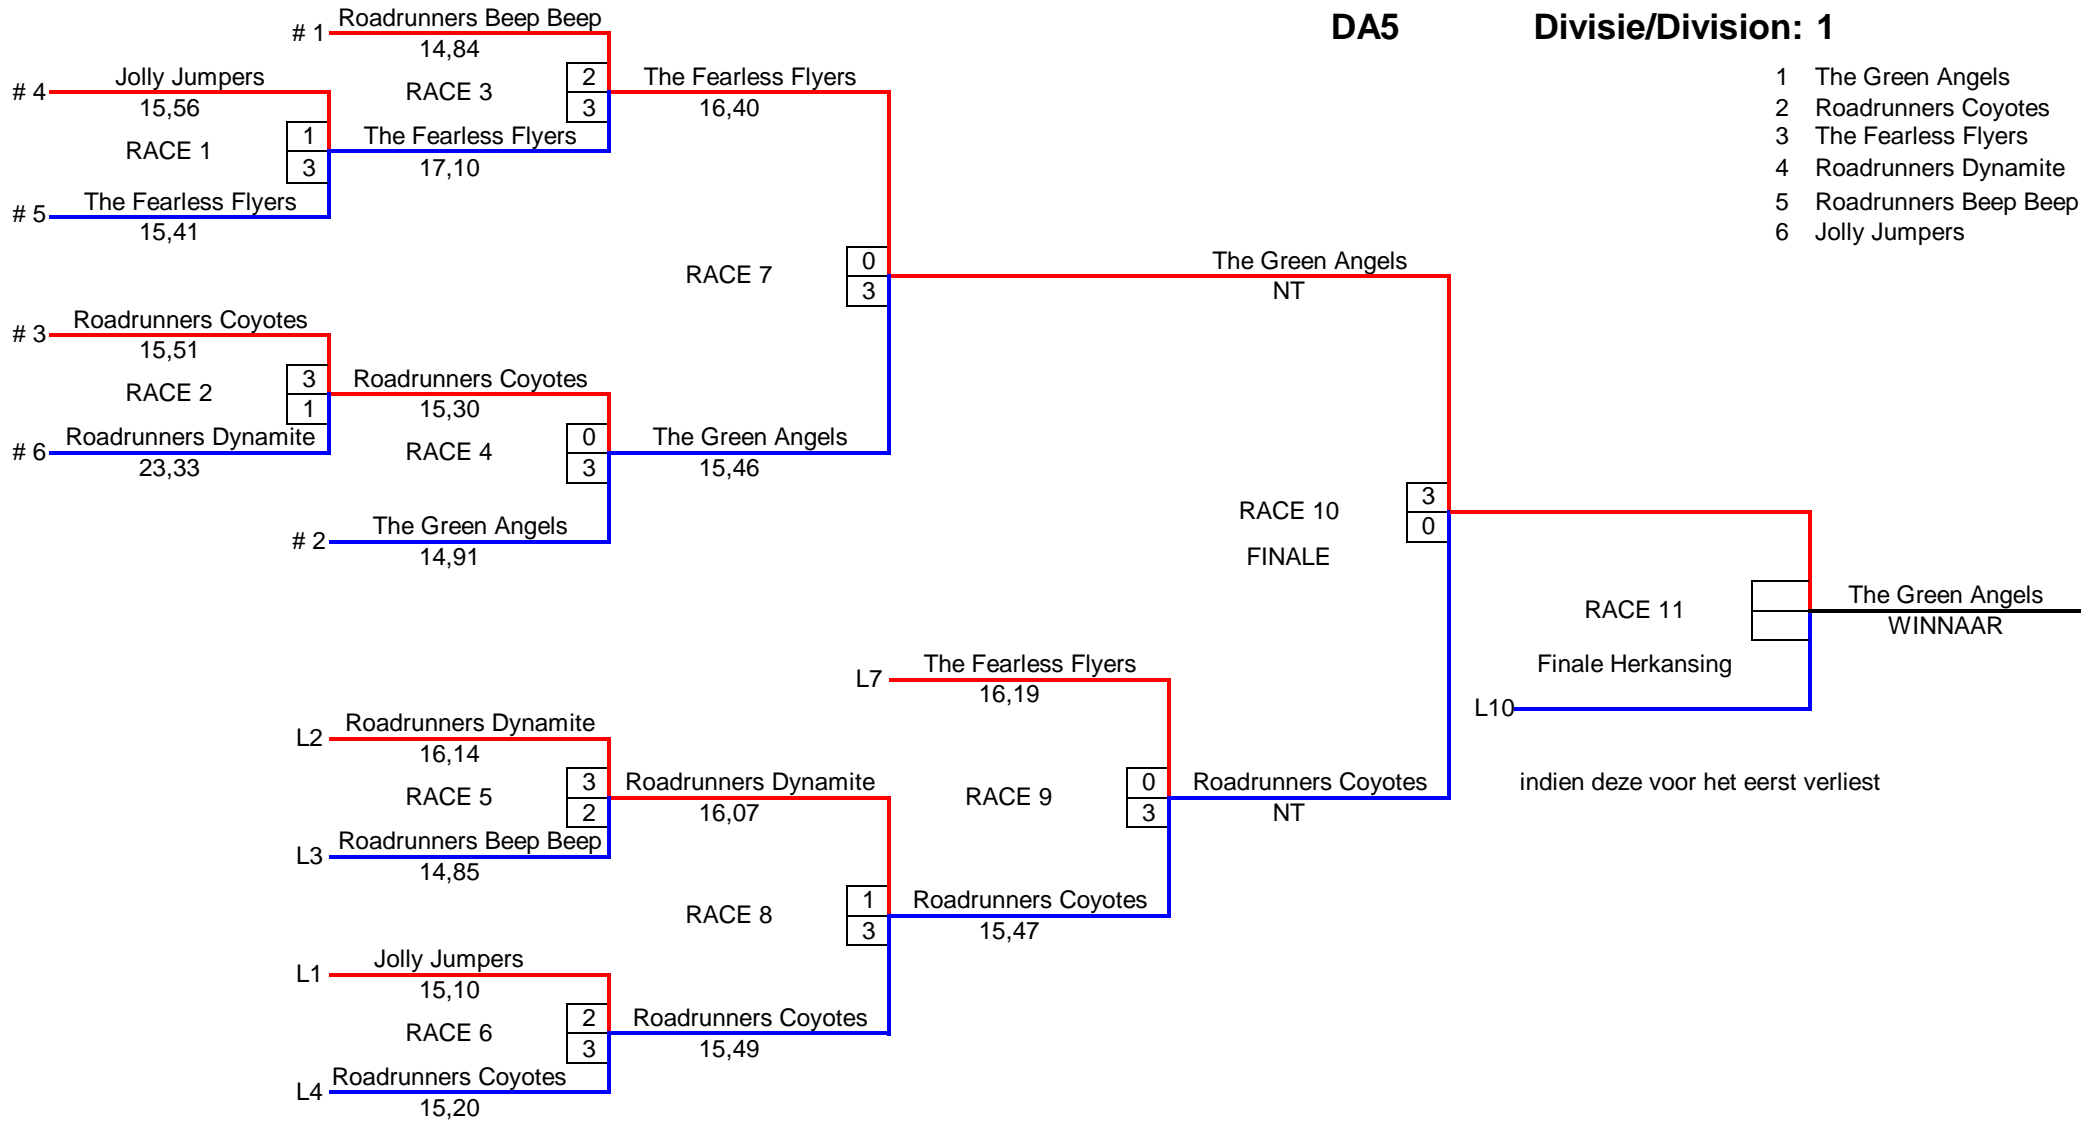 DA5 Divisie/Division: 1
1 The Green Angels
2 Roadrunners Coyotes
3 The Fearless Flyers
4 Roadrunners Dynamite
5 Roadrunners Beep Beep
6 Jolly Jumpers
# 1 Roadrunners Beep Beep
14,84
RACE 3
2
3
# 4 Jolly Jumpers
15,56
RACE 1
1
3
The Fearless Flyers
17,10
# 5 The Fearless Flyers
15,41
The Fearless Flyers
16,40
RACE 7
0
3
The Green Angels
NT
# 3 Roadrunners Coyotes
15,51
RACE 2
3
1
Roadrunners Coyotes
15,30
# 6 Roadrunners Dynamite
23,33
RACE 4
0
3
The Green Angels
15,46
# 2 The Green Angels
14,91
RACE 10
3
0
FINALE
RACE 11
The Green Angels
WINNAAR
Finale Herkansing
L10
indien deze voor het eerst verliest
L7 The Fearless Flyers
16,19
L2 Roadrunners Dynamite
16,14
RACE 5
3
2
Roadrunners Dynamite
16,07
RACE 9
0
3
Roadrunners Coyotes
NT
L3 Roadrunners Beep Beep
14,85
RACE 8
1
3
Roadrunners Coyotes
15,47
L1 Jolly Jumpers
15,10
RACE 6
2
3
Roadrunners Coyotes
15,49
L4 Roadrunners Coyotes
15,20